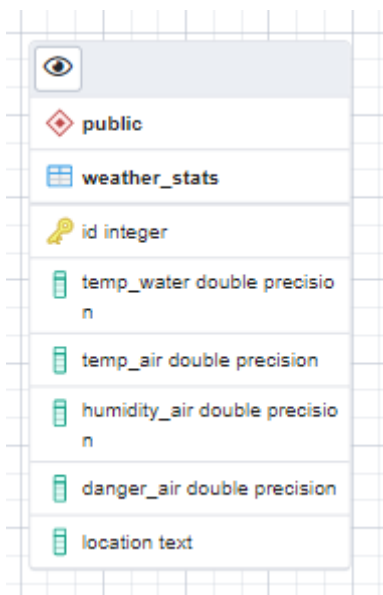 public
weather_stats
id integer
temp_water double precisio
n
temp_air double precision
humidity_air double precisio
n
danger_air double precision
location text